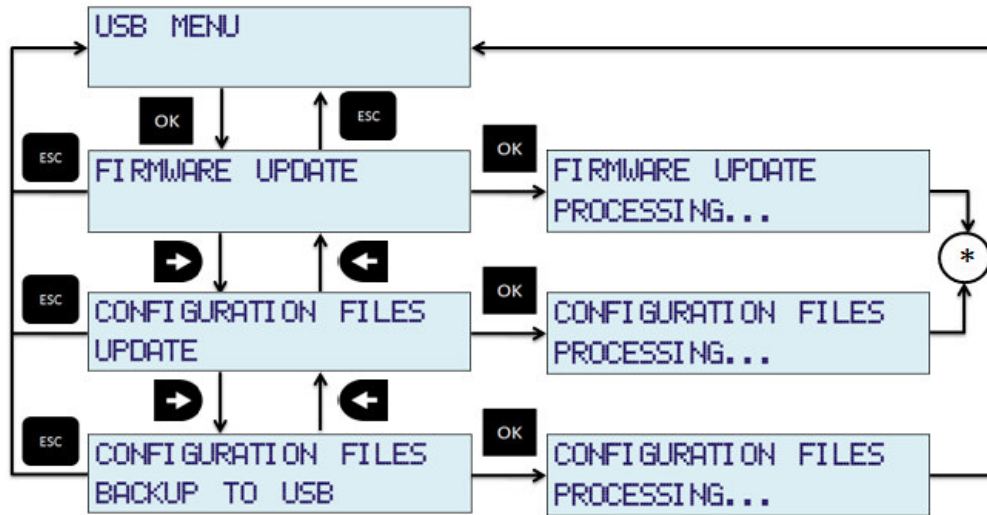 USB MENU
OK
ESC
ESC
FIRMWARE UPDATE
OK
FIRMWARE UPDATE
PROCESSING...
*
ESC
CONFIGURATION FILES
UPDATE
OK
CONFIGURATION FILES
PROCESSING...
ESC
CONFIGURATION FILES
BACKUP TO USB
OK
CONFIGURATION FILES
PROCESSING...